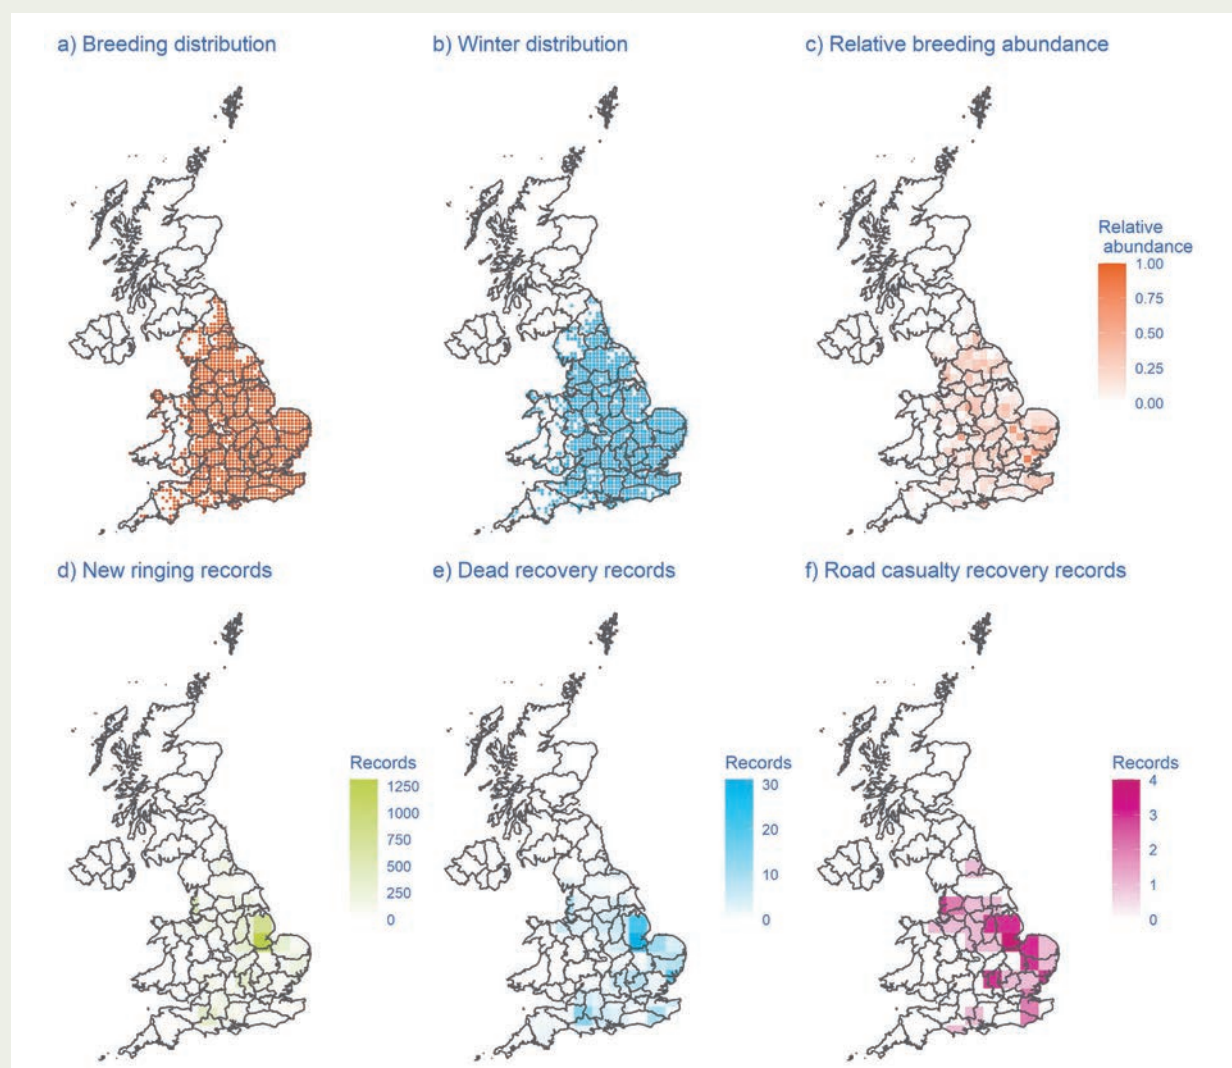 a) Breeding distribution
b) Winter distribution
c) Relative breeding abundance
Relative
abundance
1.00
0.75
0.50
0.25
0.00
d) New ringing records
e) Dead recovery records
f) Road casualty recovery records
Records
1250
1000
750
500
250
0
Records
30
20
10
0
Records
4
3
2
1
0